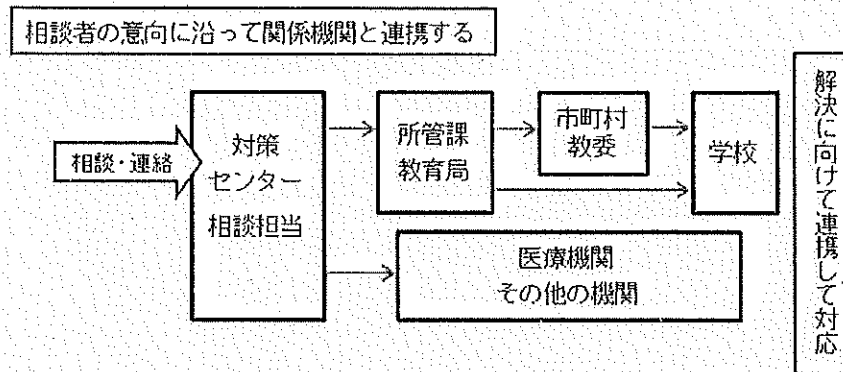 相談者の意向に沿って関係機関と連携する
相談・連絡
対策
センター
相談担当
所管課
教育局
市町村
教委
学校
医療機関
その他の機関
解決に向けて連携して対応